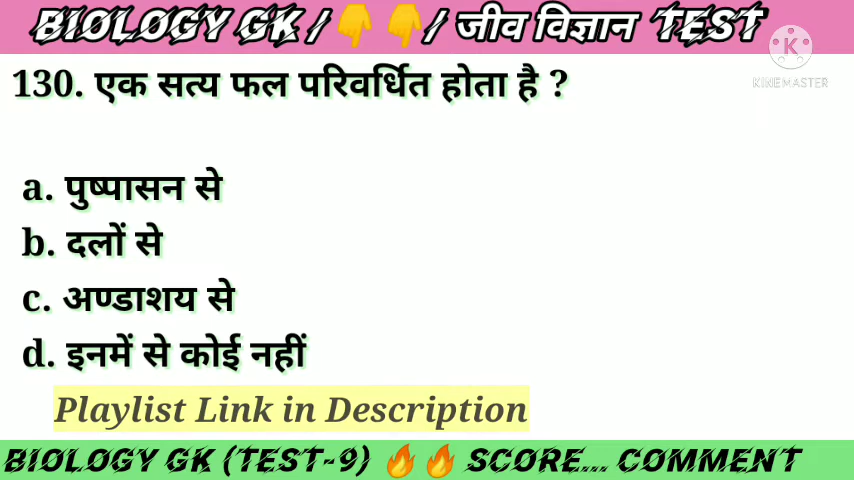 BIOLOGY GK / 👇 👇 / जीव विज्ञान TEST
KINEMASTER
130. एक सत्य फल परिवर्धित होता है ?
a. पुष्पासन से
b. दलों से
c. अण्डाशय से
d. इनमें से कोई नहीं
Playlist Link in Description
BIOLOGY GK (TEST-9) 🔥🔥 SCORE... COMMENT